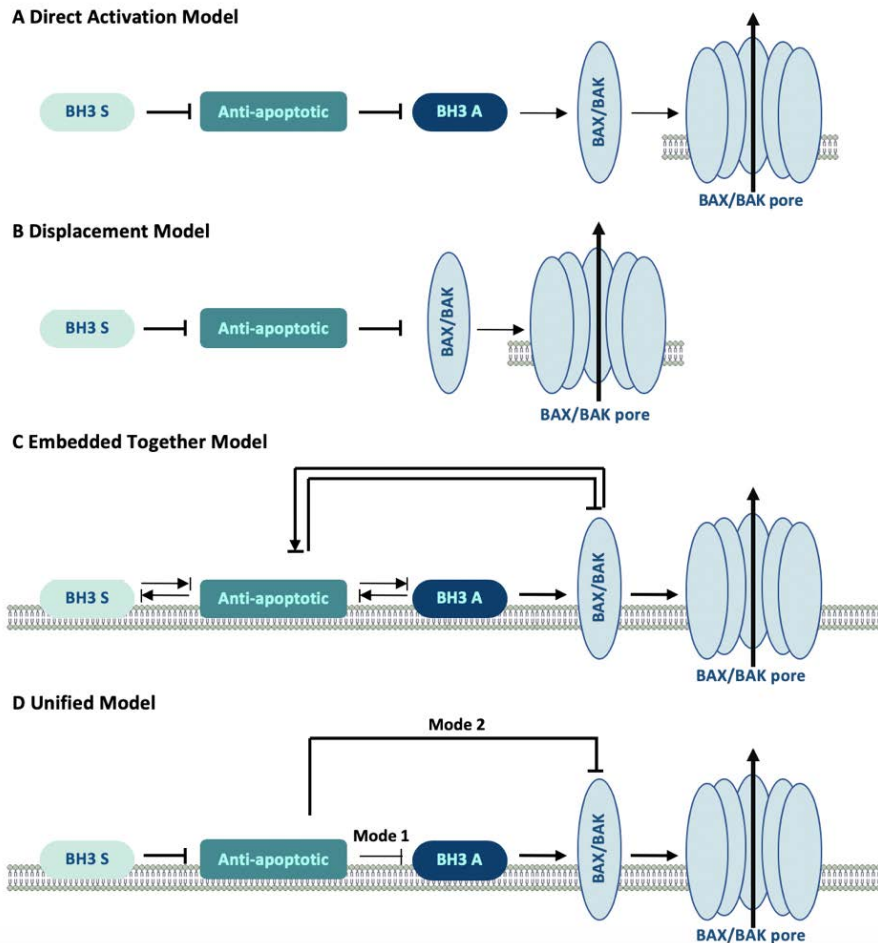 A Direct Activation Model
BH3 S
Anti-apoptotic
BH3 A
BAX/BAK
BAX/BAK pore
B Displacement Model
BH3 S
Anti-apoptotic
BAX/BAK
BAX/BAK pore
C Embedded Together Model
BH3 S
Anti-apoptotic
BH3 A
BAX/BAK
BAX/BAK pore
D Unified Model
Mode 2
Mode 1
BH3 S
Anti-apoptotic
BH3 A
BAX/BAK
BAX/BAK pore